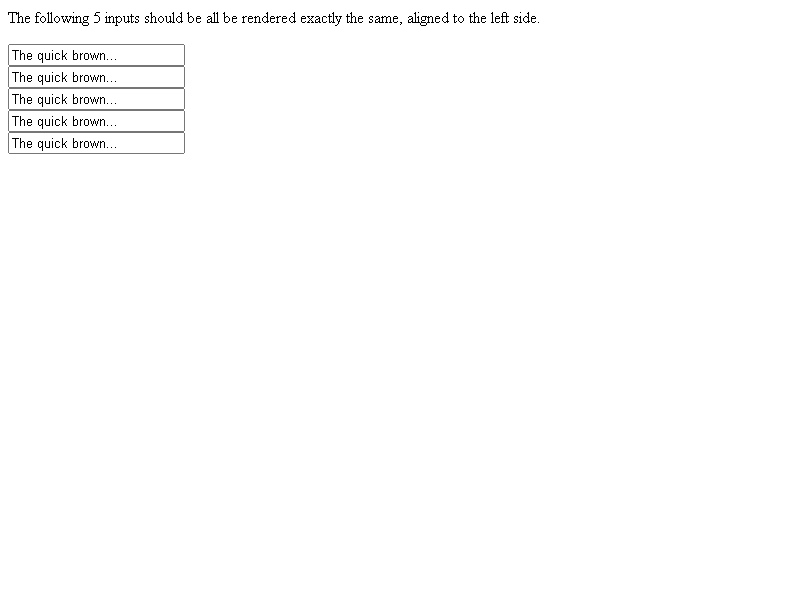 The following 5 inputs should be all be rendered exactly the same, aligned to the left side.
The quick brown...
The quick brown...
The quick brown...
The quick brown...
The quick brown...